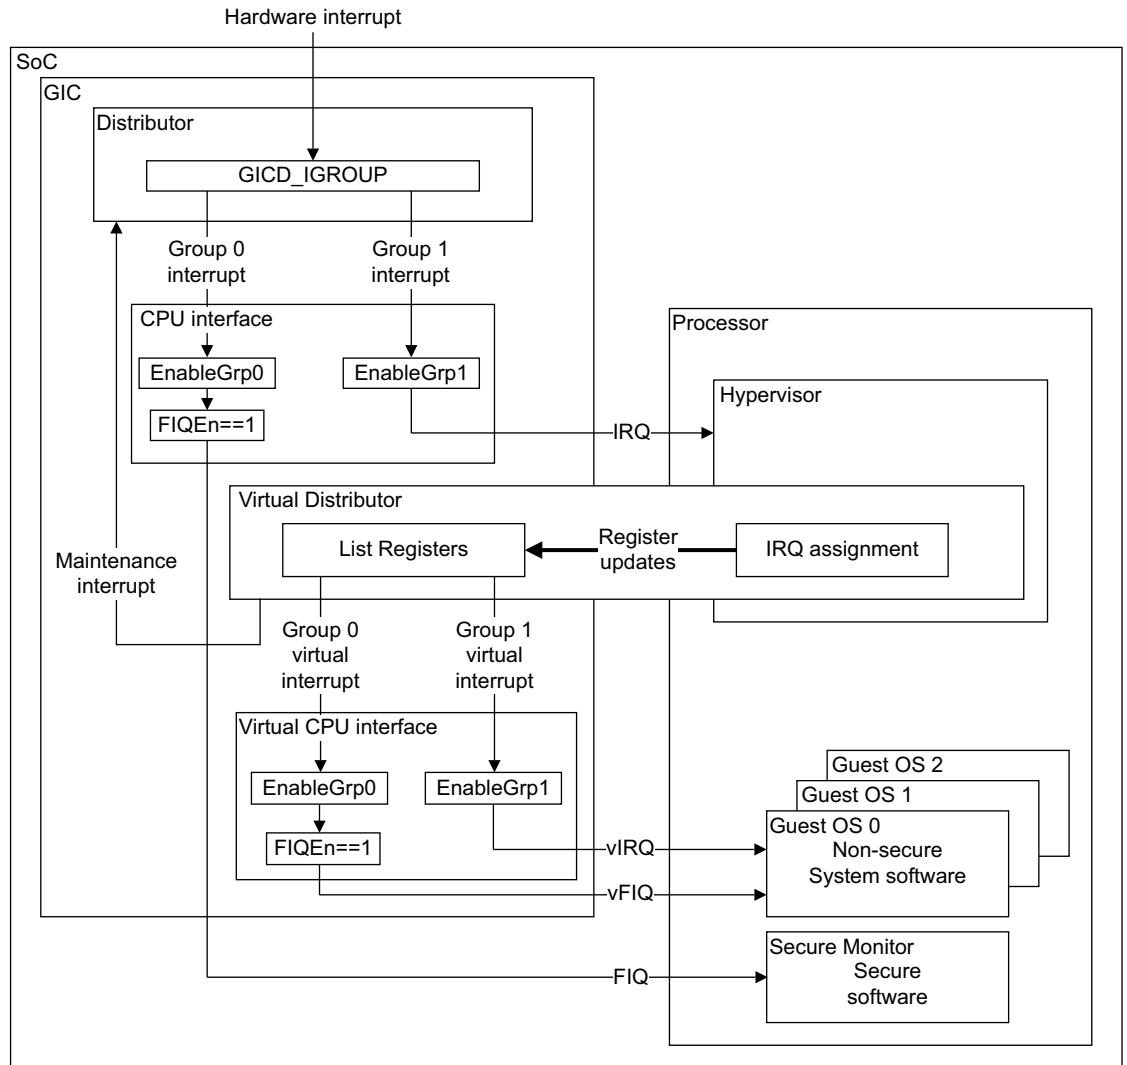 Hardware interrupt
SoC
GIC
Distributor
GICD_IGROUP
Group 0
interrupt
Group 1
interrupt
CPU interface
EnableGrp0
EnableGrp1
FIQEn==1
Processor
Hypervisor
IRQ
Virtual Distributor
List Registers
Register
updates
IRQ assignment
Maintenance
interrupt
Group 0
virtual
interrupt
Group 1
virtual
interrupt
Virtual CPU interface
EnableGrp0
EnableGrp1
FIQEn==1
vIRQ
vFIQ
Guest OS 2
Guest OS 1
Guest OS 0
Non-secure
System software
Secure Monitor
Secure
software
FIQ